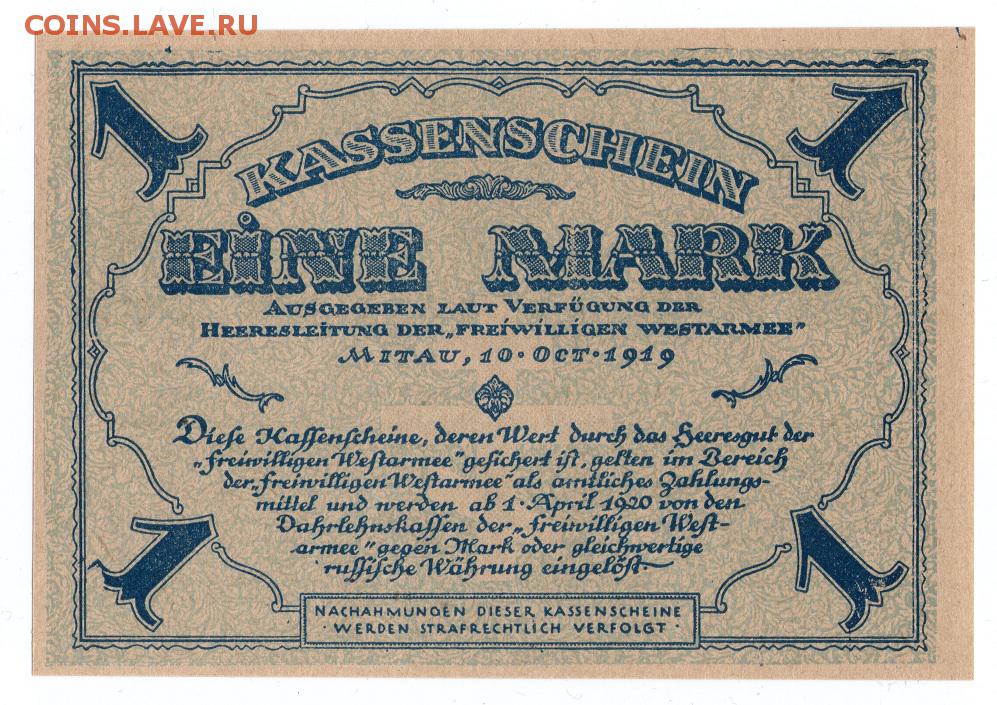 COINS.LAVE.RU
1 1
KASSENSCHEIN
EiNE MARK
AUSGEGEBEN LAUT VERFÜGUNG DER
HEERESLEITUNG DER „FREiWILLIGEN WESTARMEE"
MITAU, 10·OCT·1919
Diese Kassenscheine, deren Wert durch das Heeresgut der
„freiwilligen Westarmee" gesichert ist, gelten im Bereich
der „freiwilligen Westarmee" als amtliches Zahlungs-
mittel und werden ab 1·April 1920 von den
Dahrlehnskassen der „freiwilligen West-
armee" gegen Mark oder gleichwertige
russische Währung eingelöst.
1 1
NACHAHMUNGEN DIESER KASSENSCHEINE
·WERDEN STRAFRECHTLICH VERFOLGT·